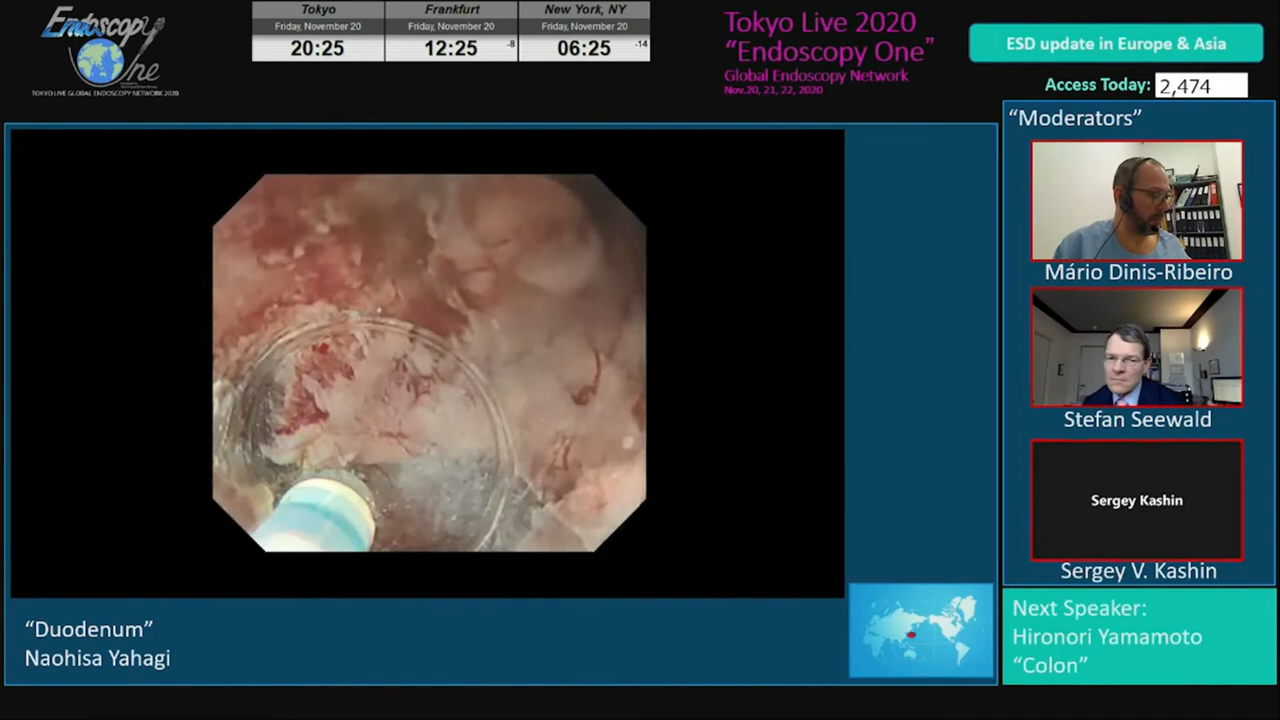 Endoscopy
One
TOKYO LIVE GLOBAL ENDOSCOPY NETWORK 2020
Tokyo
Friday, November 20
20:25
Frankfurt
Friday, November 20
12:25
-8
New York, NY
Friday, November 20
06:25
-14
Tokyo Live 2020
“Endoscopy One”
Global Endoscopy Network
Nov.20, 21, 22, 2020
ESD update in Europe & Asia
Access Today: 2,474
“Moderators”
Mário Dinis-Ribeiro
Stefan Seewald
Sergey Kashin
Sergey V. Kashin
“Duodenum”
Naohisa Yahagi
Next Speaker:
Hironori Yamamoto
“Colon”